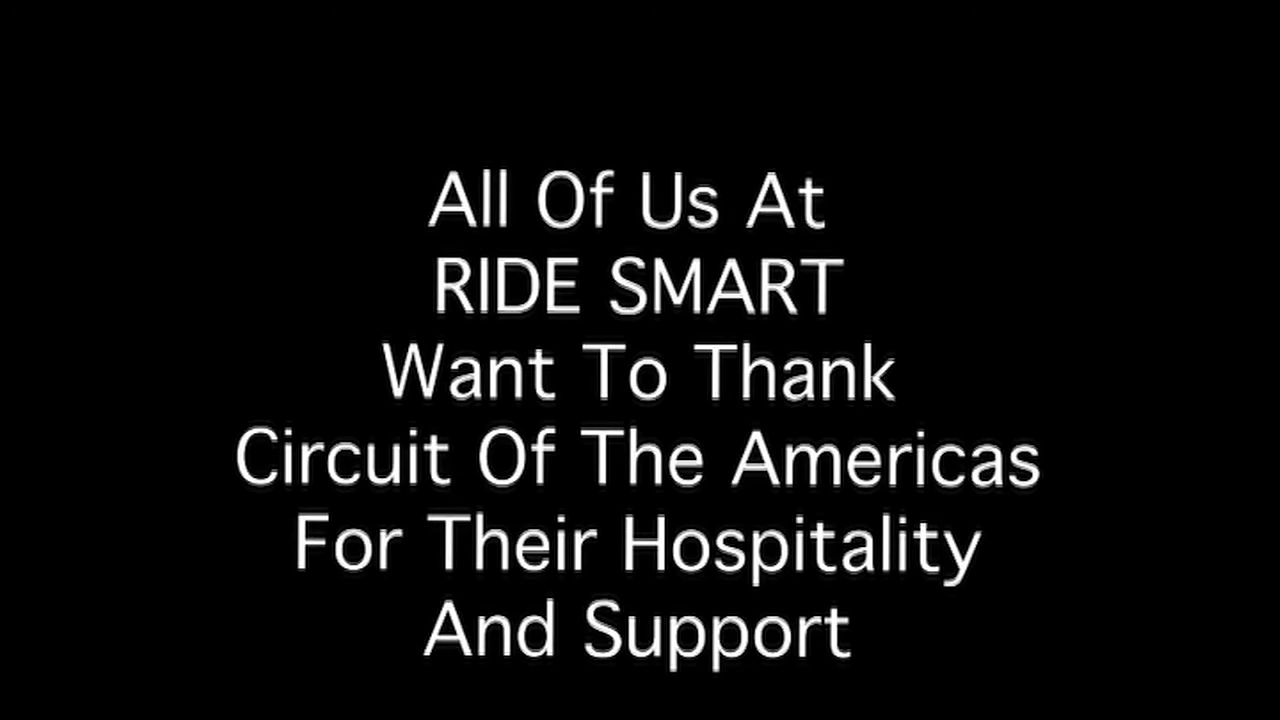 All Of Us At
RIDE SMART
Want To Thank
Circuit Of The Americas
For Their Hospitality
And Support